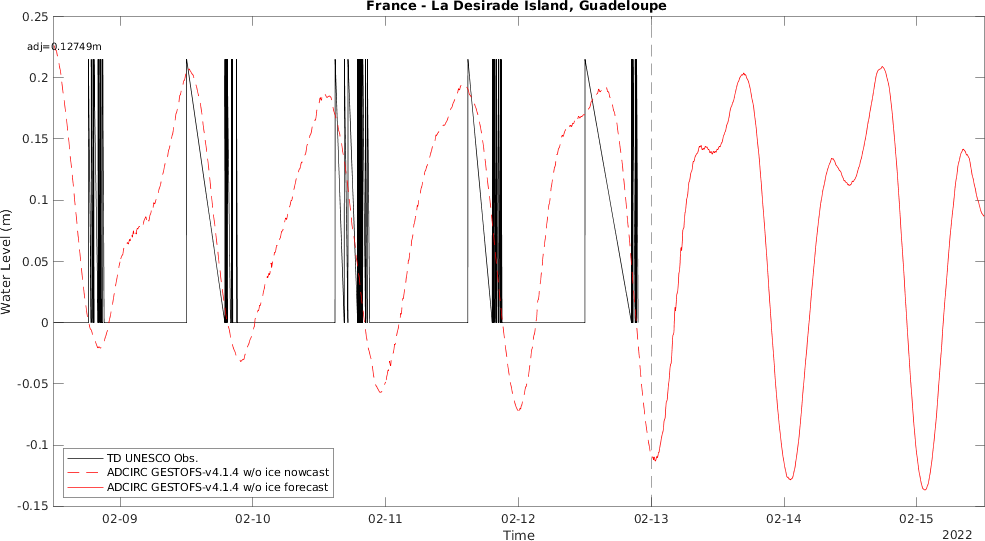 France - La Desirade Island, Guadeloupe
0.25
adj=0.12749m
0.2
0.15
0.1
0.05
0
-0.05
-0.1
-0.15
Water Level (m)
TD UNESCO Obs.
ADCIRC GESTOFS-v4.1.4 w/o ice nowcast
ADCIRC GESTOFS-v4.1.4 w/o ice forecast
02-09 02-10 02-11 02-12 02-13 02-14 02-15
Time
2022